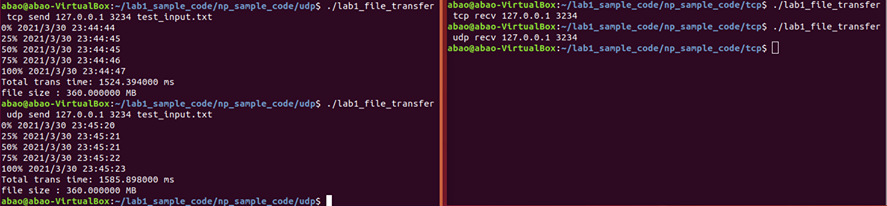 abao@abao-VirtualBox:~/lab1_sample_code/np_sample_code/udp$ ./lab1_file_transfer
 tcp send 127.0.0.1 3234 test_input.txt
0% 2021/3/30 23:44:44
25% 2021/3/30 23:44:45
50% 2021/3/30 23:44:45
75% 2021/3/30 23:44:46
100% 2021/3/30 23:44:47
Total trans time: 1524.394000 ms
file size : 360.000000 MB
abao@abao-VirtualBox:~/lab1_sample_code/np_sample_code/udp$ ./lab1_file_transfer
 udp send 127.0.0.1 3234 test_input.txt
0% 2021/3/30 23:45:20
25% 2021/3/30 23:45:21
50% 2021/3/30 23:45:21
75% 2021/3/30 23:45:22
100% 2021/3/30 23:45:23
Total trans time: 1585.898000 ms
file size : 360.000000 MB
abao@abao-VirtualBox:~/lab1_sample_code/np_sample_code/udp$
abao@abao-VirtualBox:~/lab1_sample_code/np_sample_code/tcp$ ./lab1_file_transfer
 tcp recv 127.0.0.1 3234
abao@abao-VirtualBox:~/lab1_sample_code/np_sample_code/tcp$ ./lab1_file_transfer
 udp recv 127.0.0.1 3234
abao@abao-VirtualBox:~/lab1_sample_code/np_sample_code/tcp$